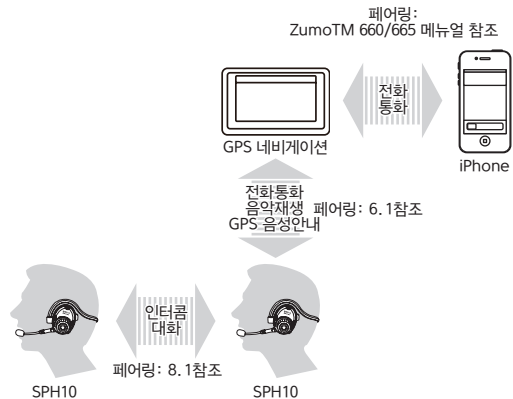 페어링:
ZumoTM 660/665 메뉴얼 참조
전화
통화
GPS 네비게이션
iPhone
전화통화
음악재생
GPS 음성안내
페어링: 6.1참조
인터콤
대화
페어링: 8.1참조
SPH10
SPH10